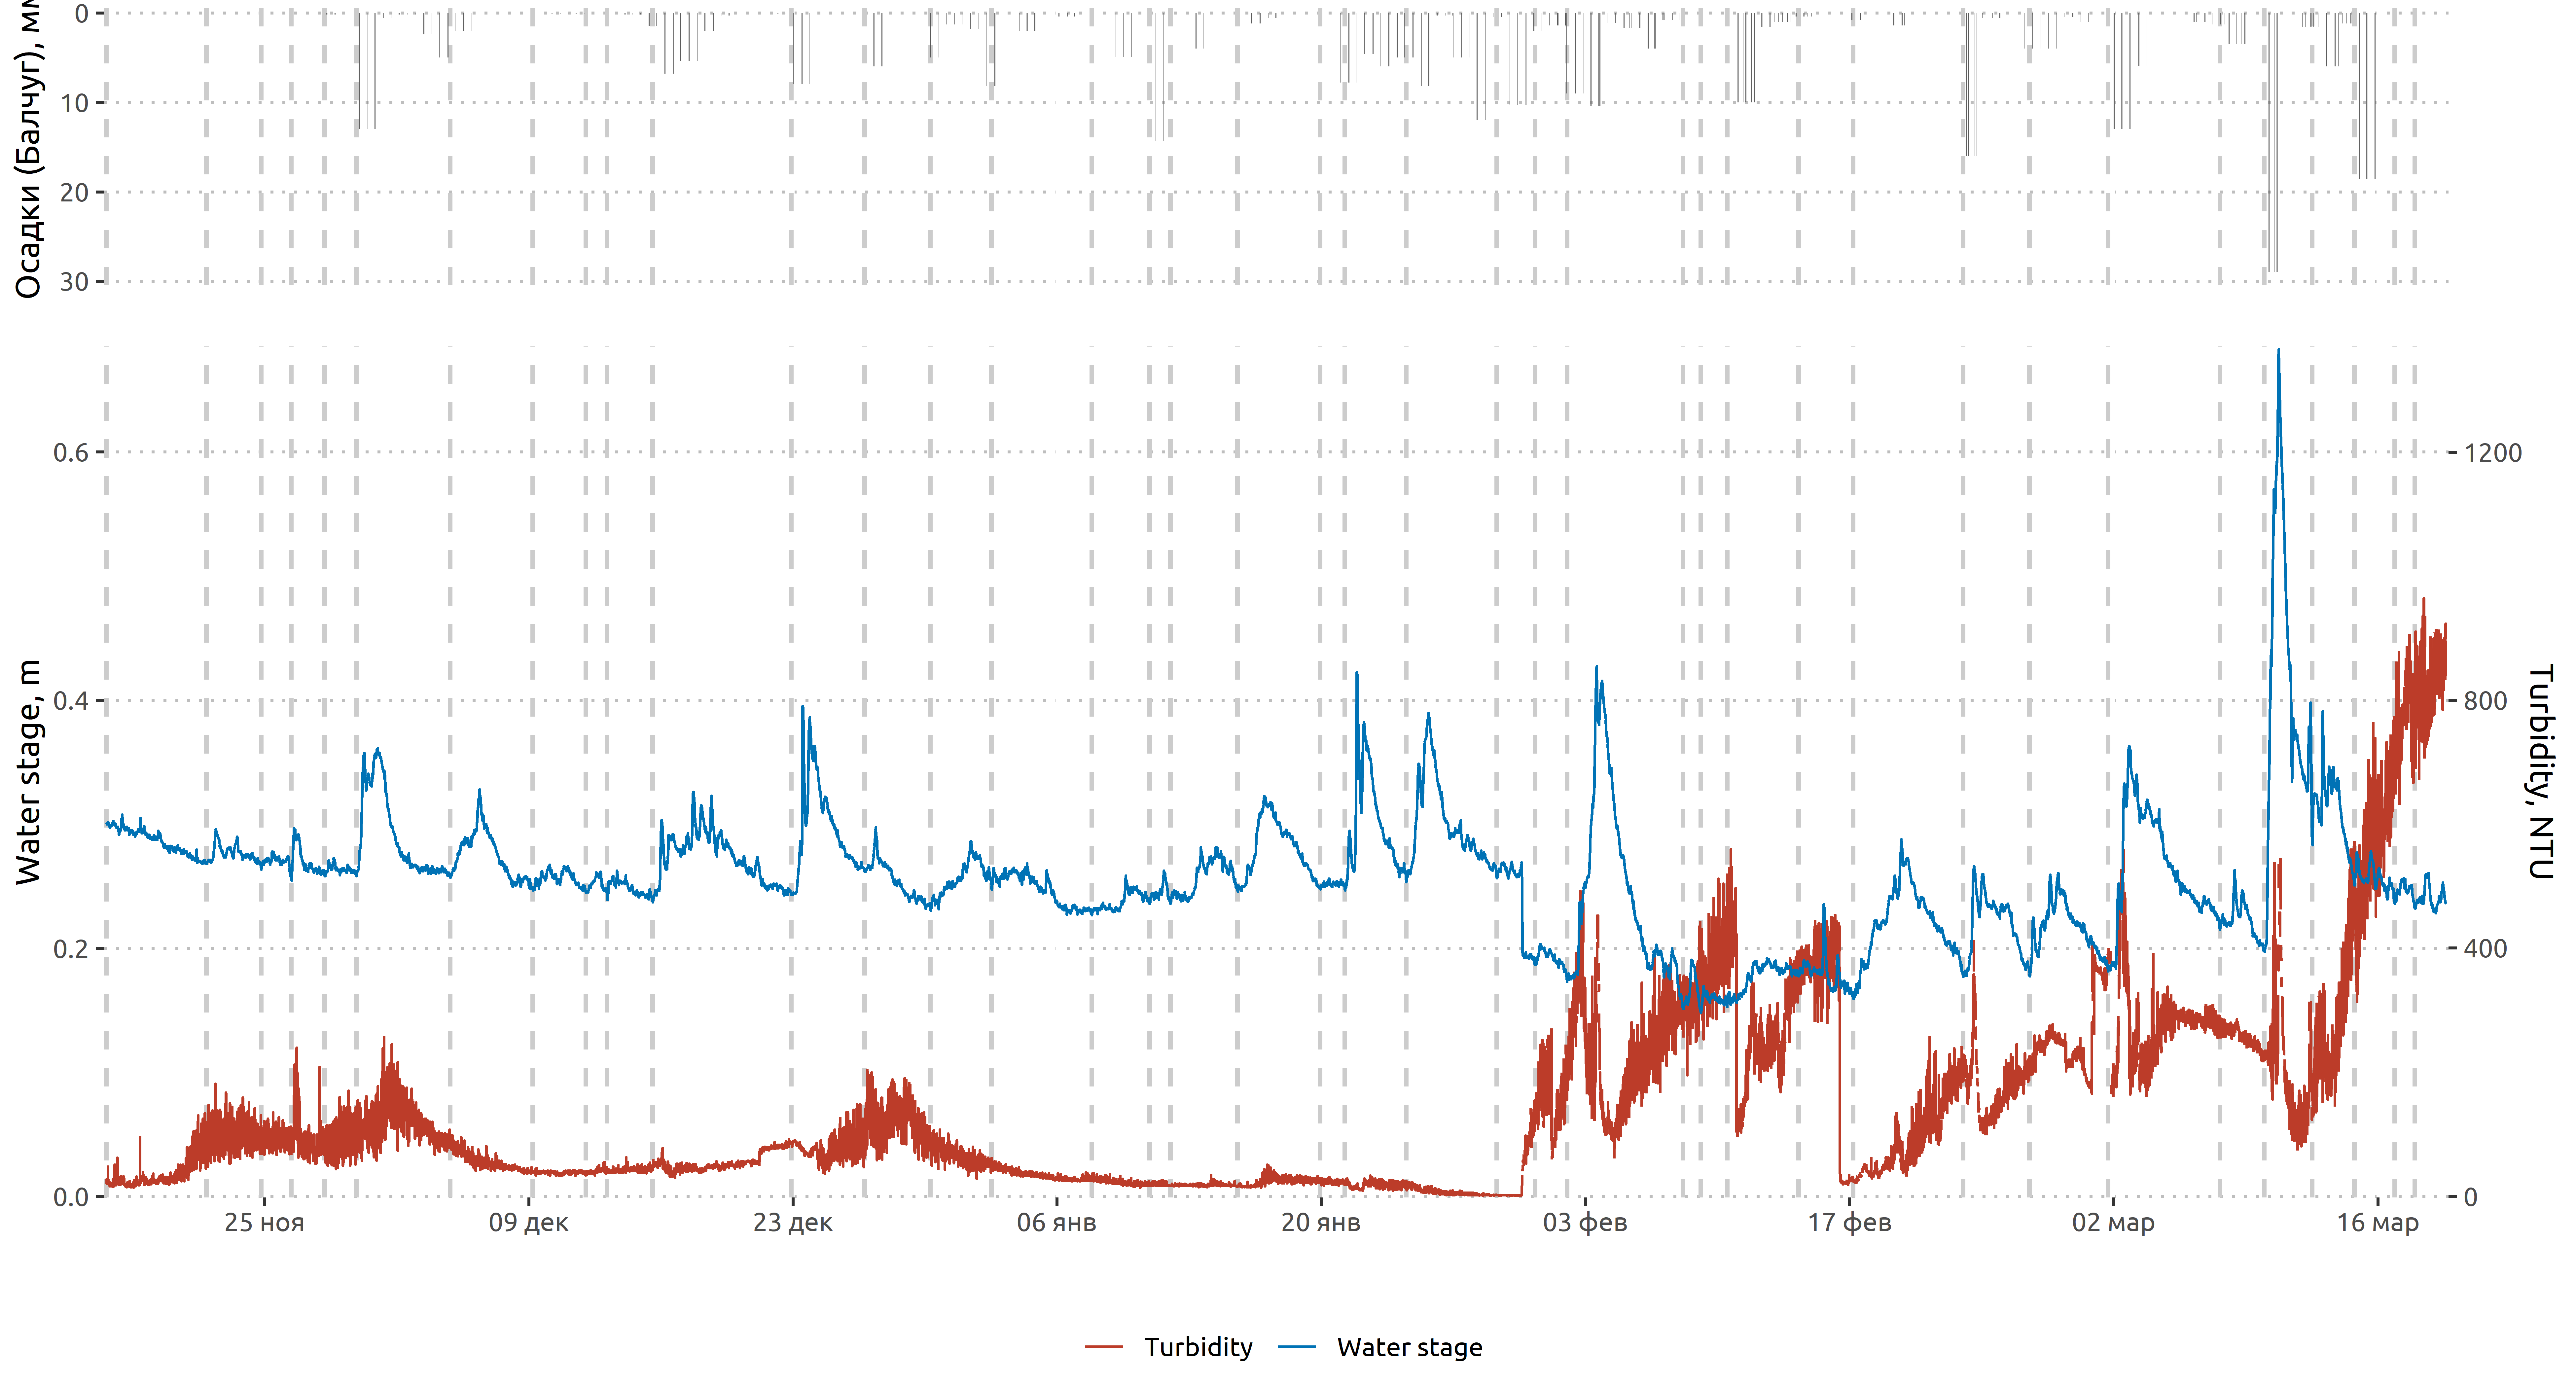 Осадки (Балчуг), мм
0
10
20
30
Water stage, m
0.6
0.4
0.2
0.0
1200
800
400
0
Turbidity, NTU
25 ноя
09 дек
23 дек
06 янв
20 янв
03 фев
17 фев
02 мар
16 мар
Turbidity
Water stage